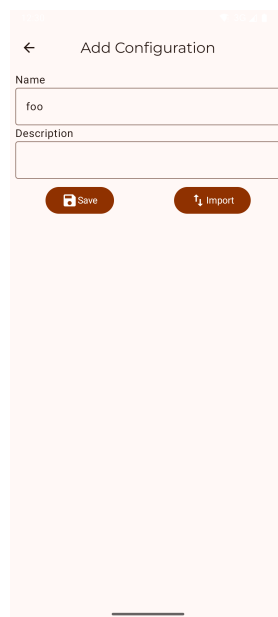 Add Configuration
Name
foo
Description
Save
Import